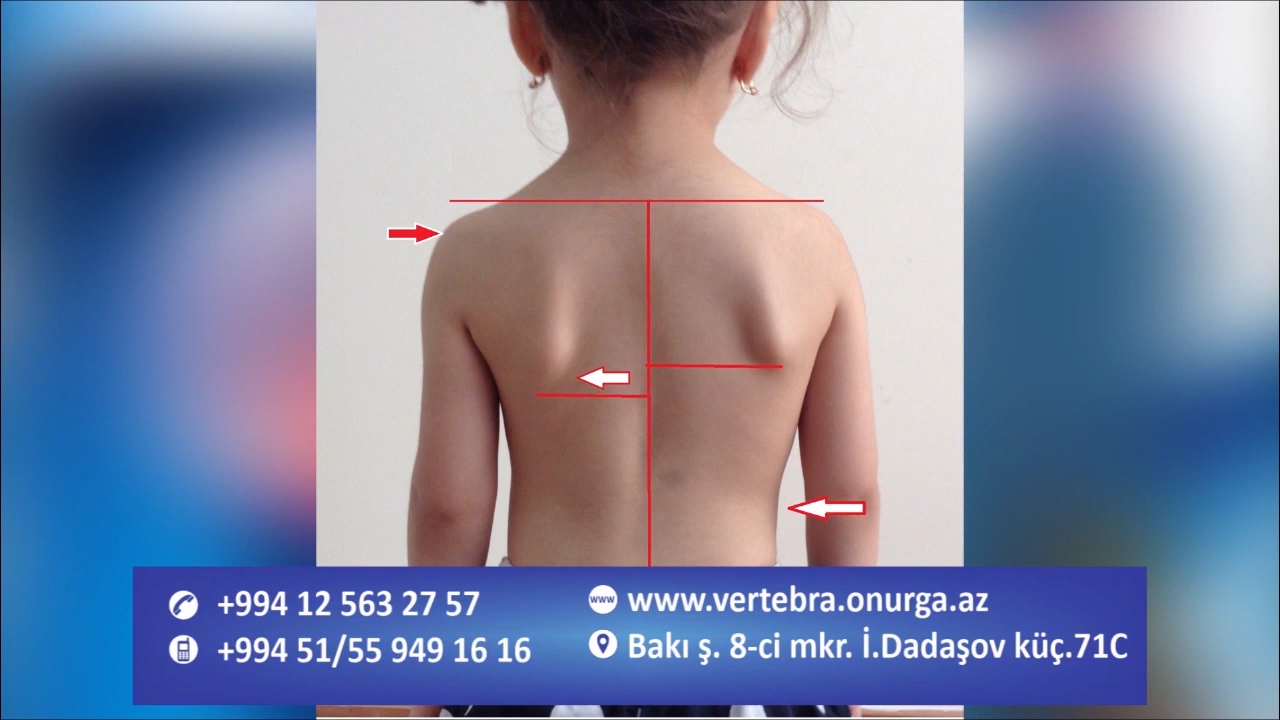 +994 12 563 27 57
+994 51/55 949 16 16
www
www.vertebra.onurga.az
Bakı ş. 8-ci mkr. İ.Dadaşov küç.71C